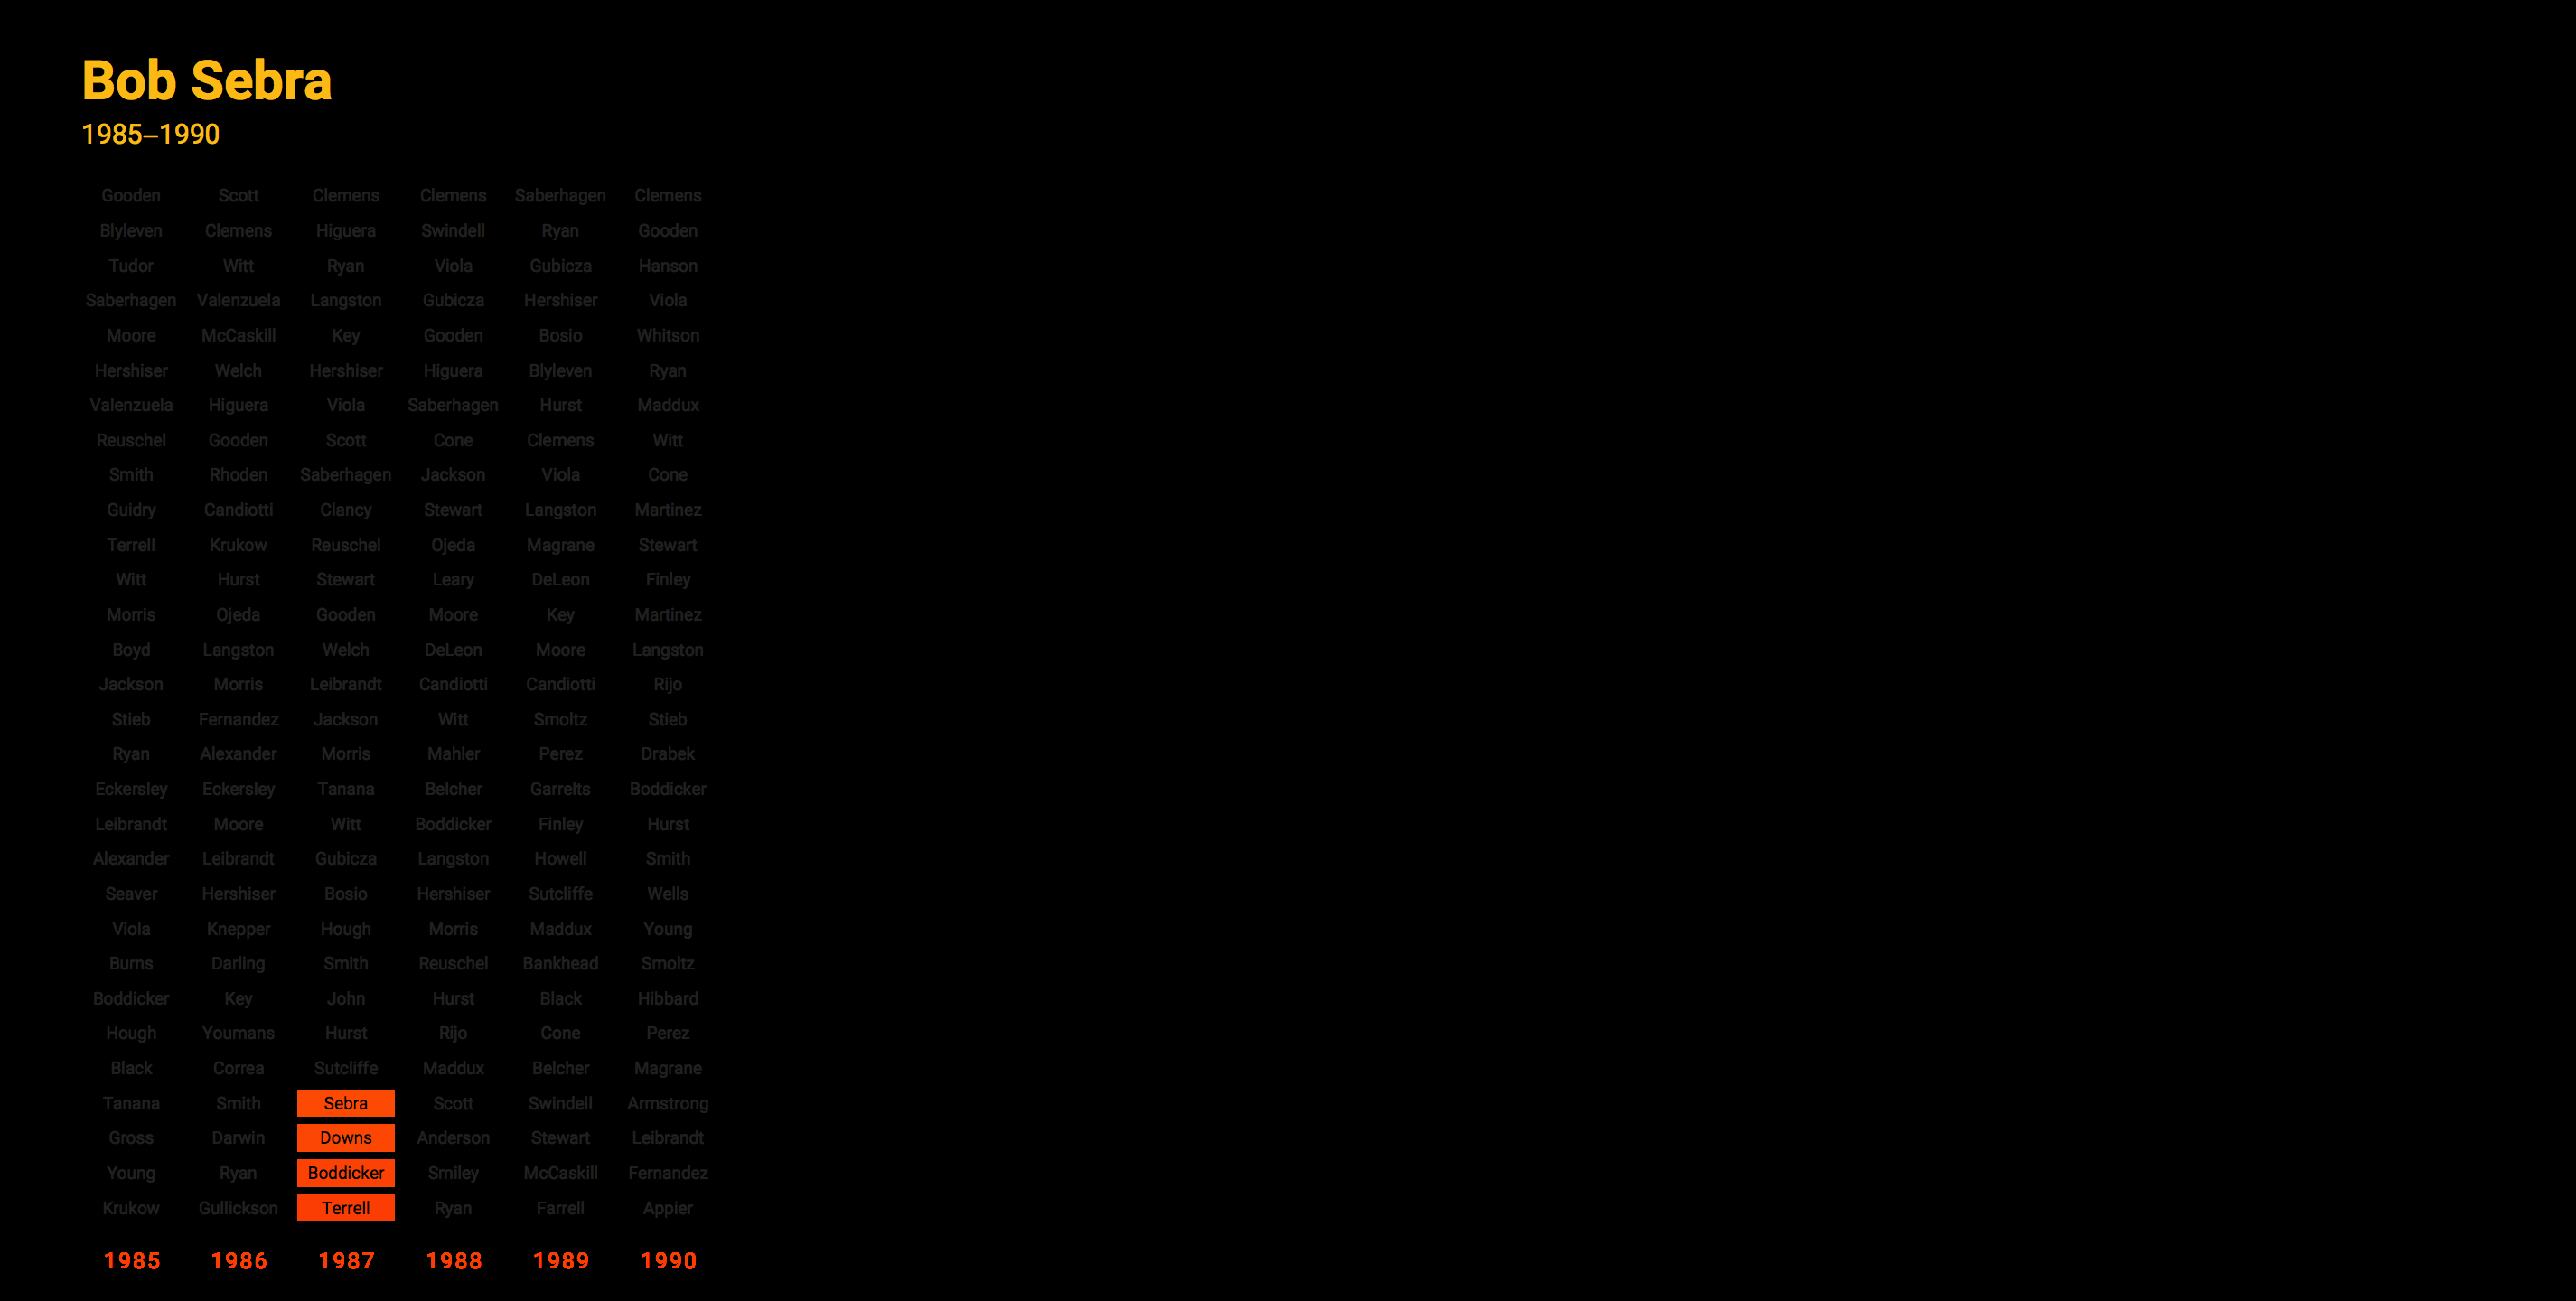 Bob Sebra
1985–1990
Gooden Scott Clemens Clemens Saberhagen Clemens
Blyleven Clemens Higuera Swindell Ryan Gooden
Tudor Witt Ryan Viola Gubicza Hanson
Saberhagen Valenzuela Langston Gubicza Hershiser Viola
Moore McCaskill Key Gooden Bosio Whitson
Hershiser Welch Hershiser Higuera Blyleven Ryan
Valenzuela Higuera Viola Saberhagen Hurst Maddux
Reuschel Gooden Scott Cone Clemens Witt
Smith Rhoden Saberhagen Jackson Viola Cone
Guidry Candiotti Clancy Stewart Langston Martinez
Terrell Krukow Reuschel Ojeda Magrane Stewart
Witt Hurst Stewart Leary DeLeon Finley
Morris Ojeda Gooden Moore Key Martinez
Boyd Langston Welch DeLeon Moore Langston
Jackson Morris Leibrandt Candiotti Candiotti Rijo
Stieb Fernandez Jackson Witt Smoltz Stieb
Ryan Alexander Morris Mahler Perez Drabek
Eckersley Eckersley Tanana Belcher Garrelts Boddicker
Leibrandt Moore Witt Boddicker Finley Hurst
Alexander Leibrandt Gubicza Langston Howell Smith
Seaver Hershiser Bosio Hershiser Sutcliffe Wells
Viola Knepper Hough Morris Maddux Young
Burns Darling Smith Reuschel Bankhead Smoltz
Boddicker Key John Hurst Black Hibbard
Hough Youmans Hurst Rijo Cone Perez
Black Correa Sutcliffe Maddux Belcher Magrane
Tanana Smith Sebra Scott Swindell Armstrong
Gross Darwin Downs Anderson Stewart Leibrandt
Young Ryan Boddicker Smiley McCaskill Fernandez
Krukow Gullickson Terrell Ryan Farrell Appier
1985 1986 1987 1988 1989 1990